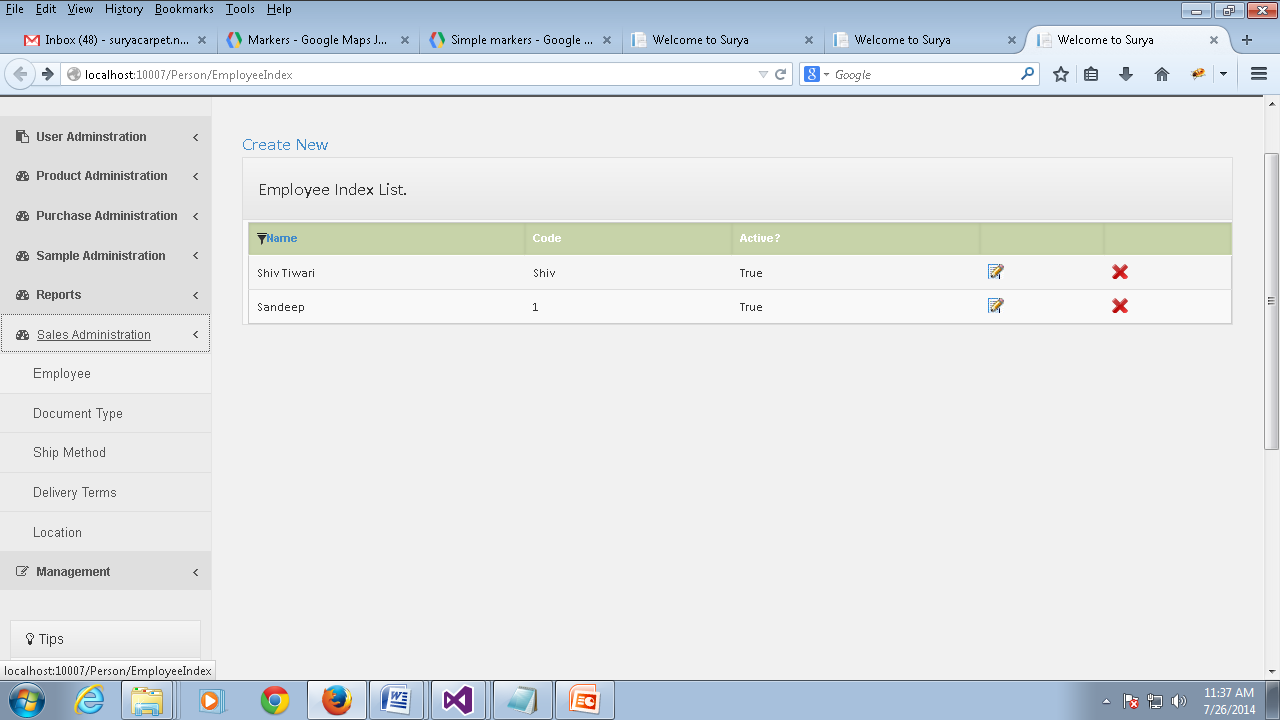 File Edit View History Bookmarks Tools Help
Inbox (48) - suryacarpet.n...
Markers - Google Maps J...
Simple markers - Google ...
Welcome to Surya
Welcome to Surya
Welcome to Surya
localhost:10007/Person/EmployeeIndex
Google
User Adminstration
Product Administration
Purchase Administration
Sample Administration
Reports
Sales Administration
Employee
Document Type
Ship Method
Delivery Terms
Location
Management
Tips
Create New
Employee Index List.
Name Code Active?
Shiv Tiwari Shiv True
Sandeep 1 True
localhost:10007/Person/EmployeeIndex
11:37 AM
7/26/2014